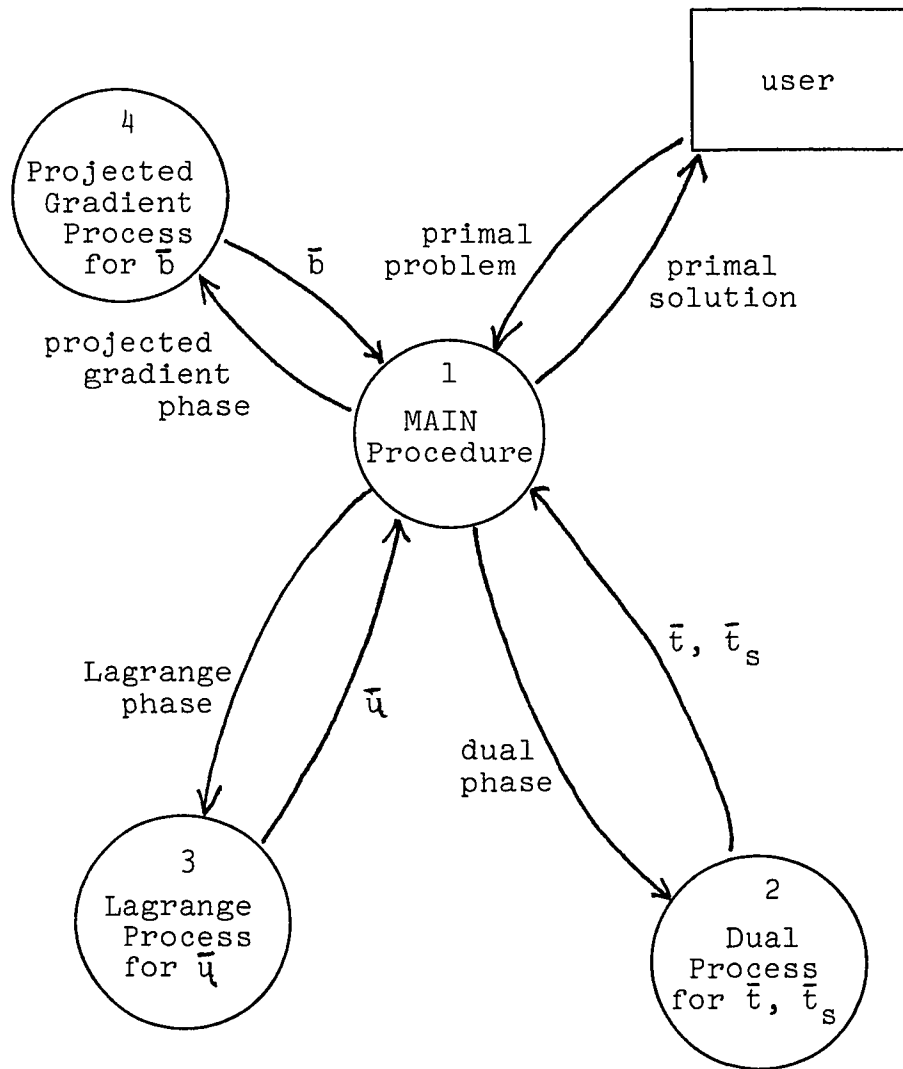 user
4
Projected
Gradient
Process
for b̄
b̄
primal
problem
primal
solution
projected
gradient
phase
1
MAIN
Procedure
Lagrange
phase
ū
t̄, t̄s
dual
phase
3
Lagrange
Process
for ū
2
Dual
Process
for t̄, t̄s